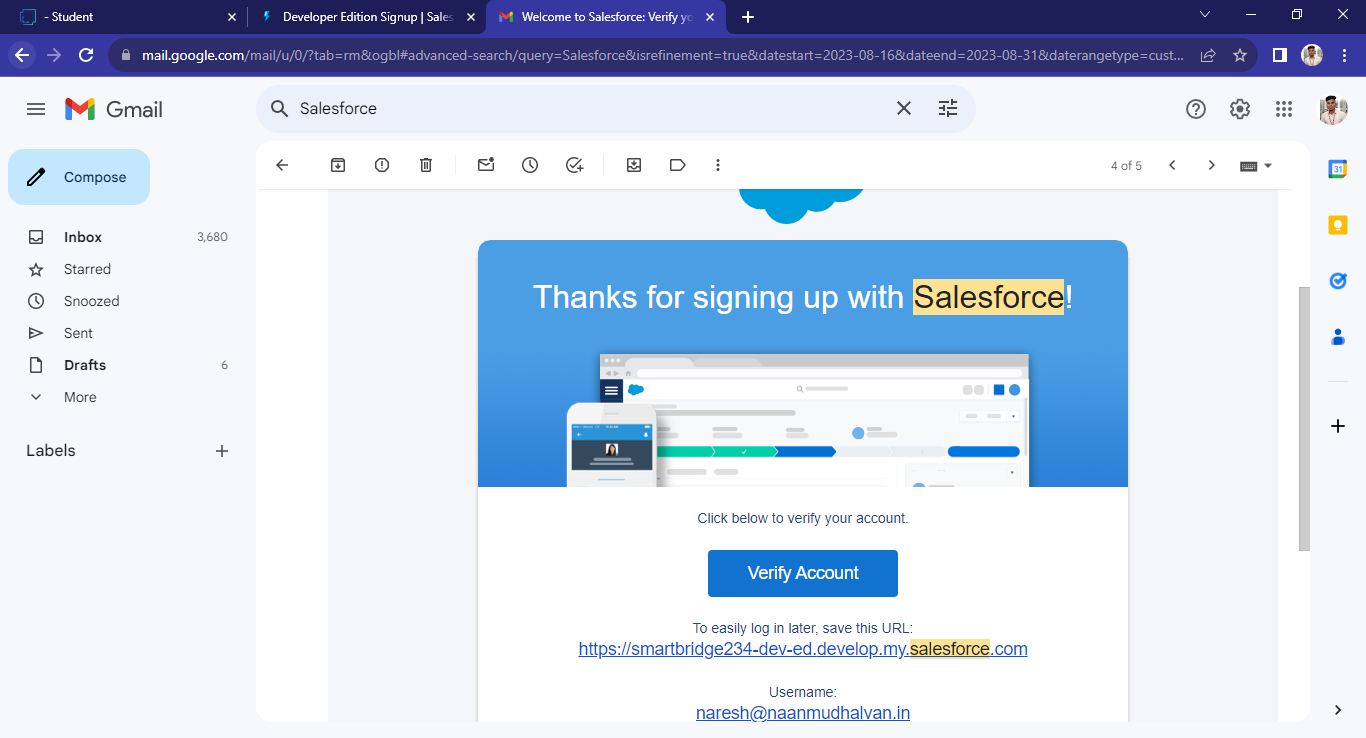 - Student
Developer Edition Signup | Sales
Welcome to Salesforce: Verify yo
mail.google.com/mail/u/0/?tab=rm&ogbl#advanced-search/query=Salesforce&isrefinement=true&datestart=2023-08-16&dateend=2023-08-31&daterangetype=cust...
Gmail
Salesforce
Compose
4 of 5
Inbox 3,680
Starred
Snoozed
Sent
Drafts 6
More
Labels
31
Thanks for signing up with Salesforce!
Click below to verify your account.
Verify Account
To easily log in later, save this URL:
https://smartbridge234-dev-ed.develop.my.salesforce.com
Username:
naresh@naanmudhalvan.in